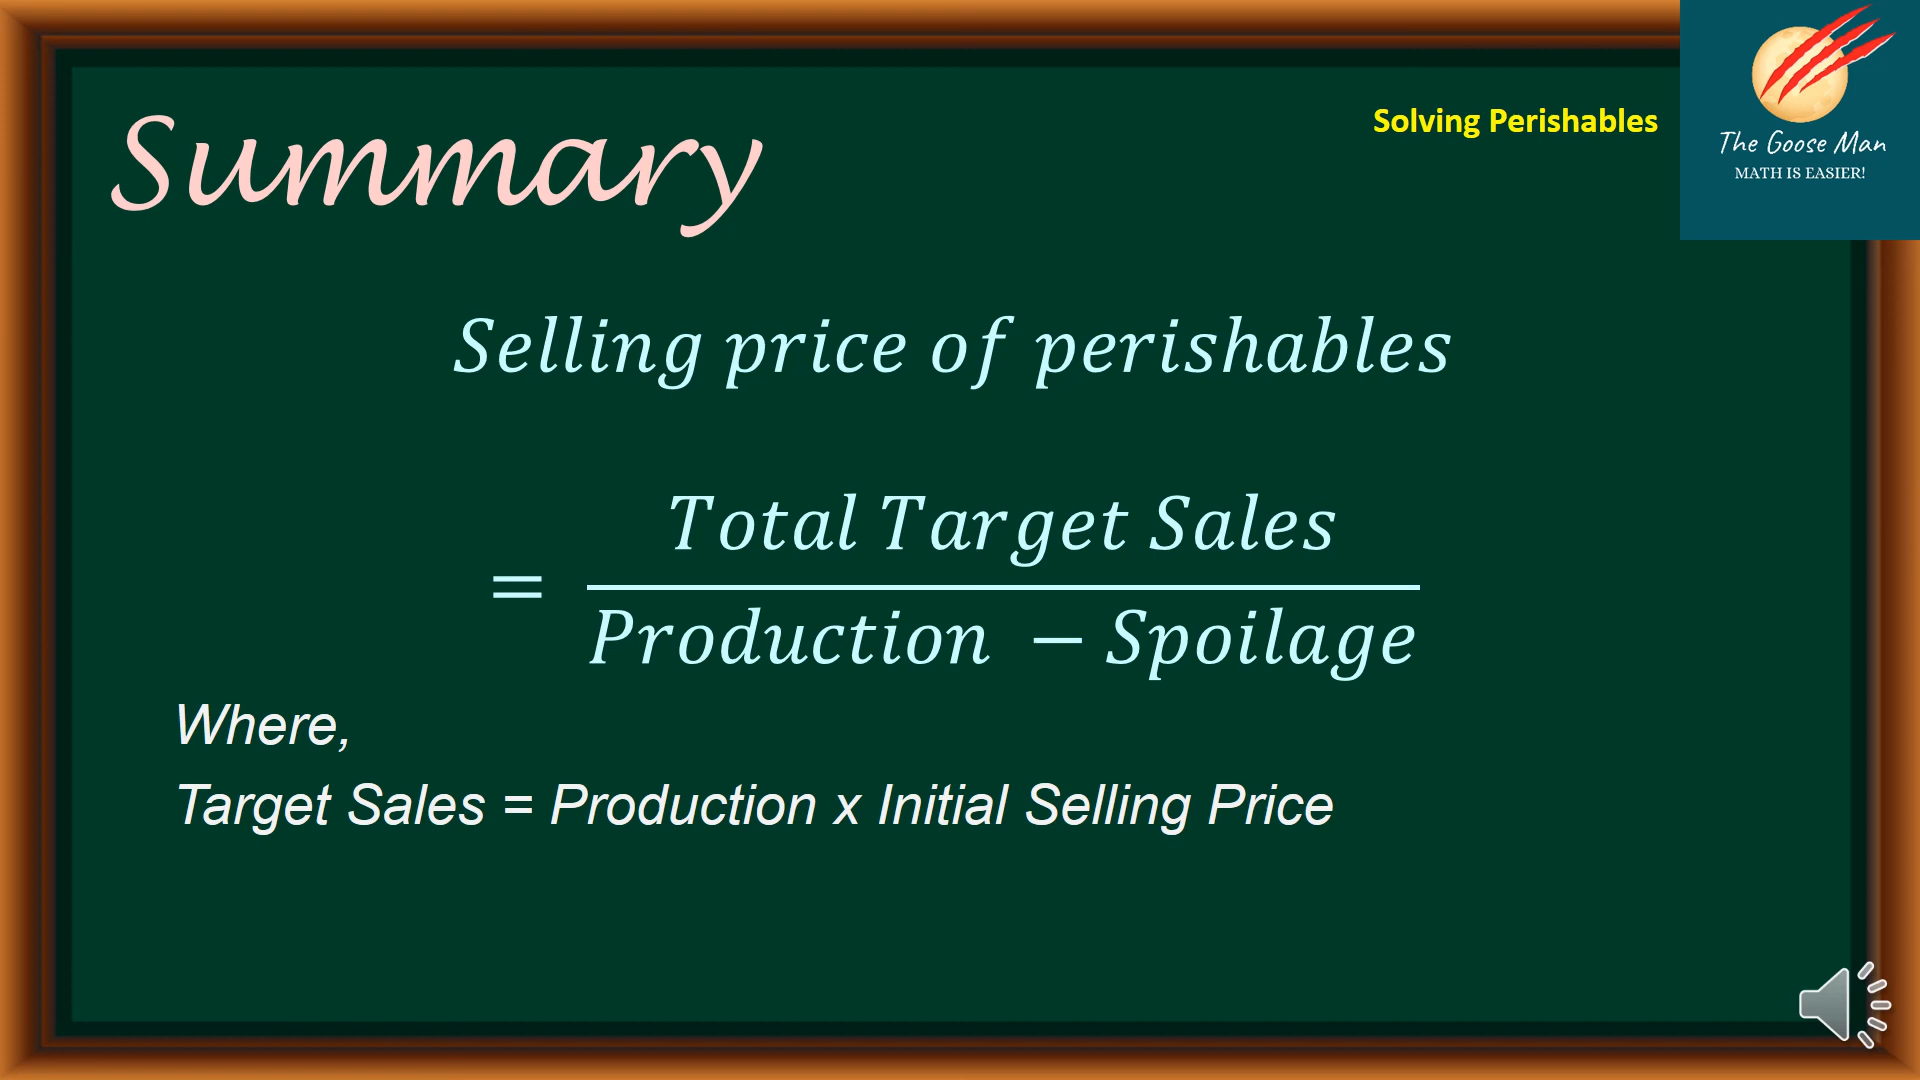 Summary
Solving Perishables
The Goose Man
MATH IS EASIER!
Selling price of perishables
= Total Target Sales
Production - Spoilage
Where,
Target Sales = Production x Initial Selling Price